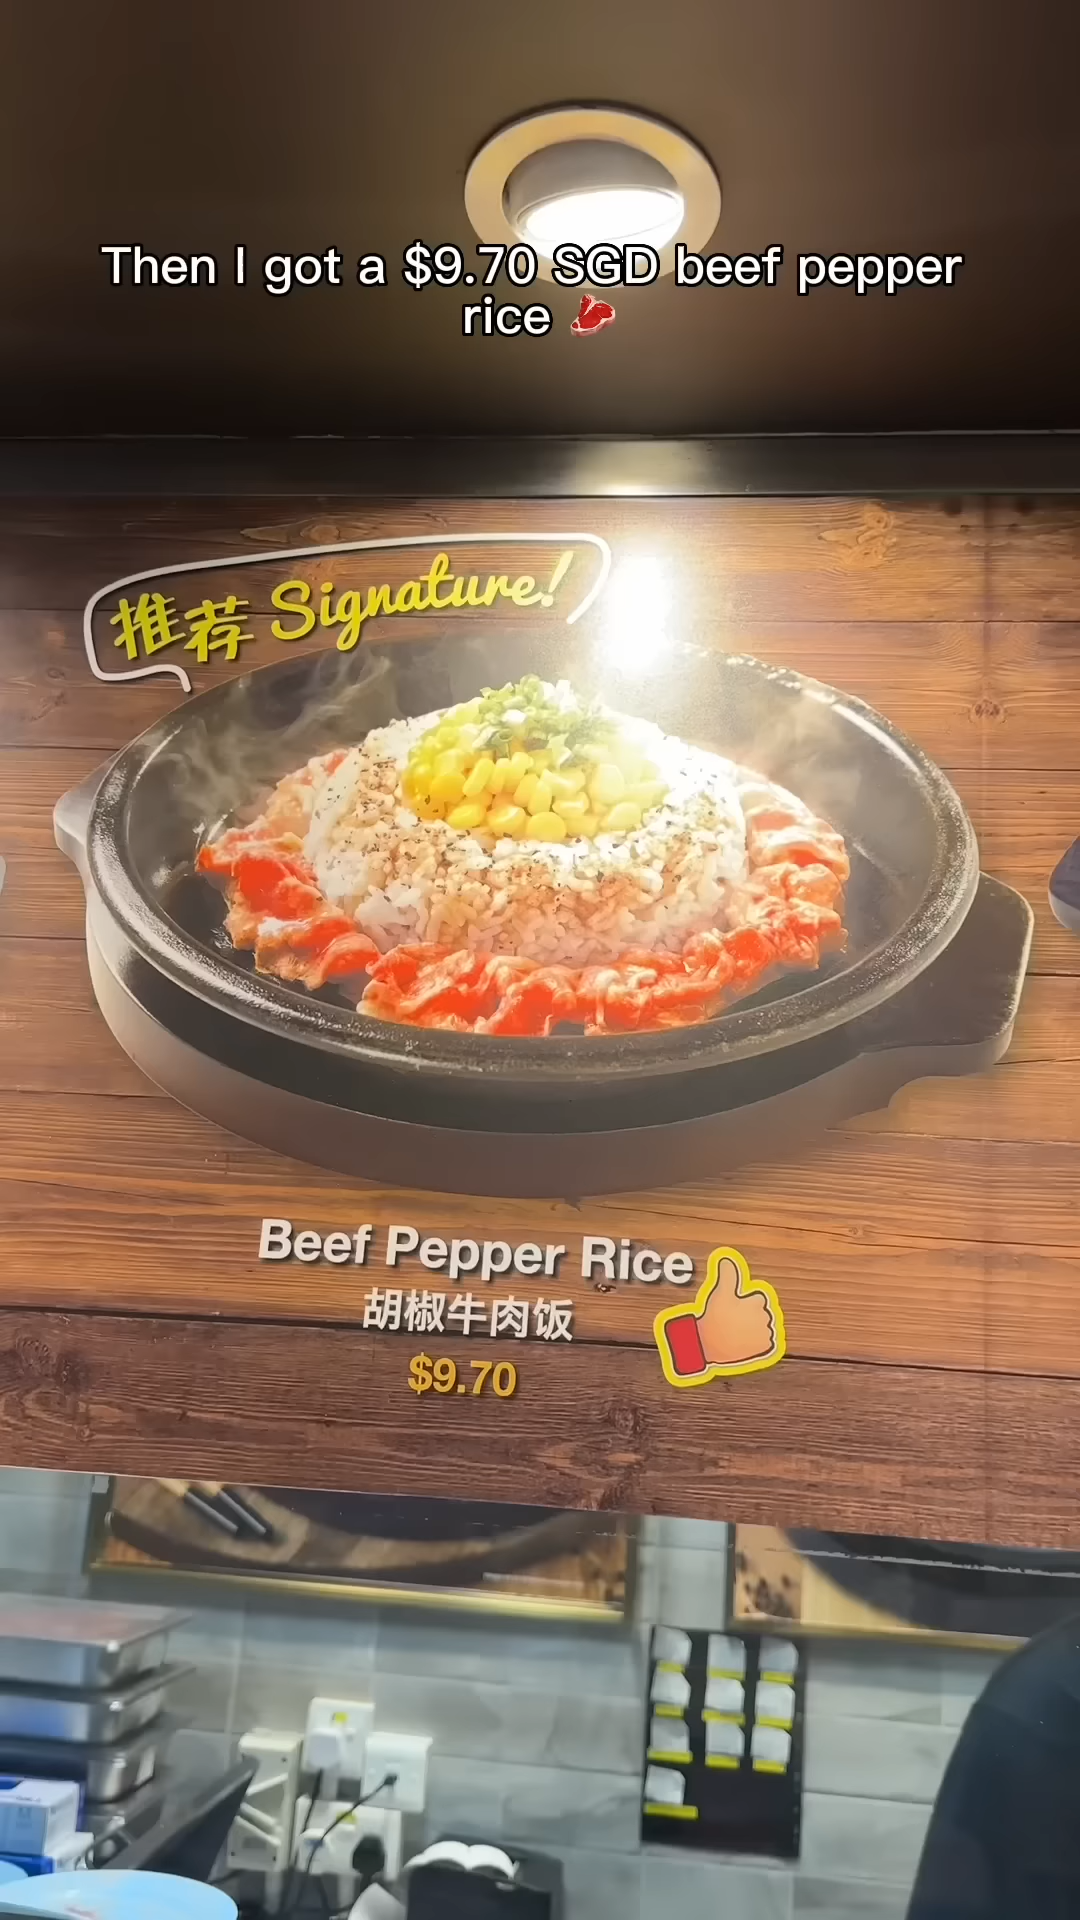 Then I got a $9.70 SGD beef pepper
rice 🥩
推荐 Signature!
Beef Pepper Rice
胡椒牛肉饭
$9.70